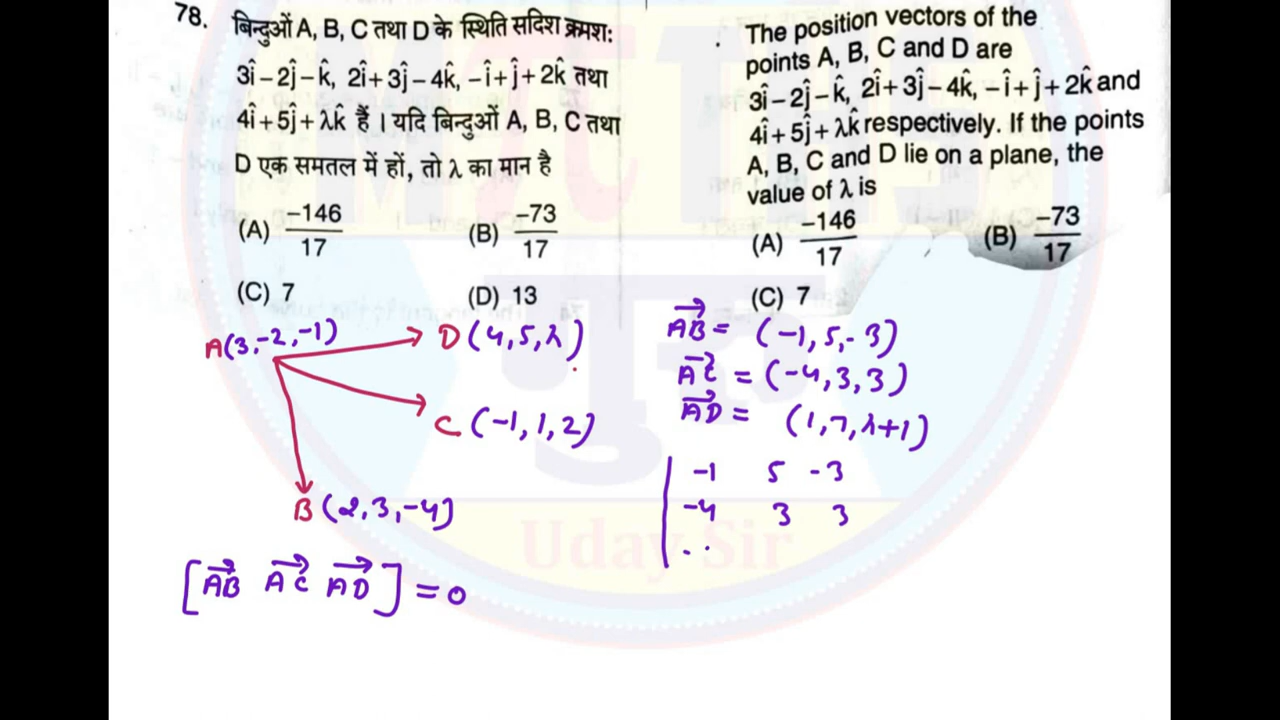 78. बिन्दुओं A, B, C तथा D के स्थिति सदिश क्रमश:
3î – 2ĵ – k̂, 2î + 3ĵ – 4k̂, –î + ĵ + 2k̂ तथा
4î + 5ĵ + λk̂ हैं । यदि बिन्दुओं A, B, C तथा
D एक समतल में हों, तो λ का मान है
(A) –146/17 (B) –73/17
(C) 7 (D) 13
The position vectors of the
points A, B, C and D are
3î – 2ĵ – k̂, 2î + 3ĵ – 4k̂, –î + ĵ + 2k̂ and
4î + 5ĵ + λk̂ respectively. If the points
A, B, C and D lie on a plane, the
value of λ is
(A) –146/17 (B) –73/17
(C) 7
A(3,-2,-1) D(4,5,λ)
C(-1,1,2)
B(2,3,-4)
[AB⃗ AC⃗ AD⃗] = 0
AB⃗ = (-1,5,-3)
AC⃗ = (-4,3,3)
AD⃗ = (1,7,λ+1)
-1 5 -3
-4 3 3
Uday Sir